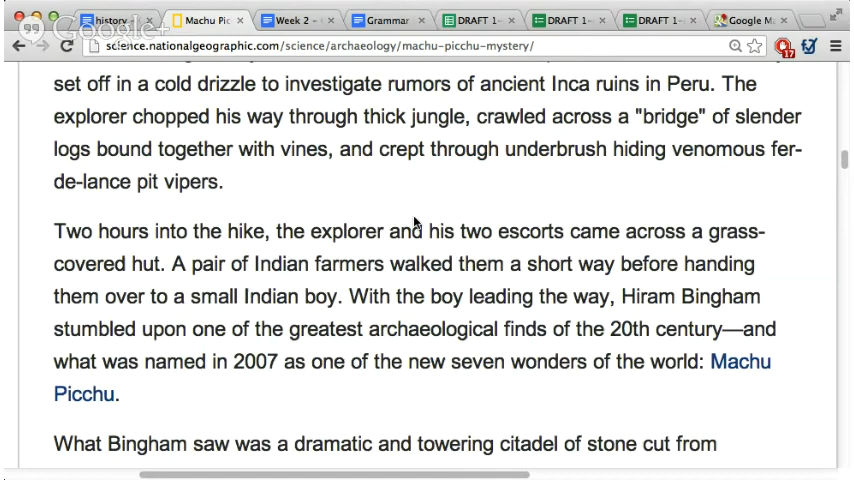 history
Machu Pic
Week 2 –
Grammar
DRAFT 1-
DRAFT 1-
DRAFT 1-
Google M
Google+
science.nationalgeographic.com/science/archaeology/machu-picchu-mystery/
17
set off in a cold drizzle to investigate rumors of ancient Inca ruins in Peru. The
explorer chopped his way through thick jungle, crawled across a "bridge" of slender
logs bound together with vines, and crept through underbrush hiding venomous fer-
de-lance pit vipers.
Two hours into the hike, the explorer and his two escorts came across a grass-
covered hut. A pair of Indian farmers walked them a short way before handing
them over to a small Indian boy. With the boy leading the way, Hiram Bingham
stumbled upon one of the greatest archaeological finds of the 20th century—and
what was named in 2007 as one of the new seven wonders of the world: Machu
Picchu.
What Bingham saw was a dramatic and towering citadel of stone cut from